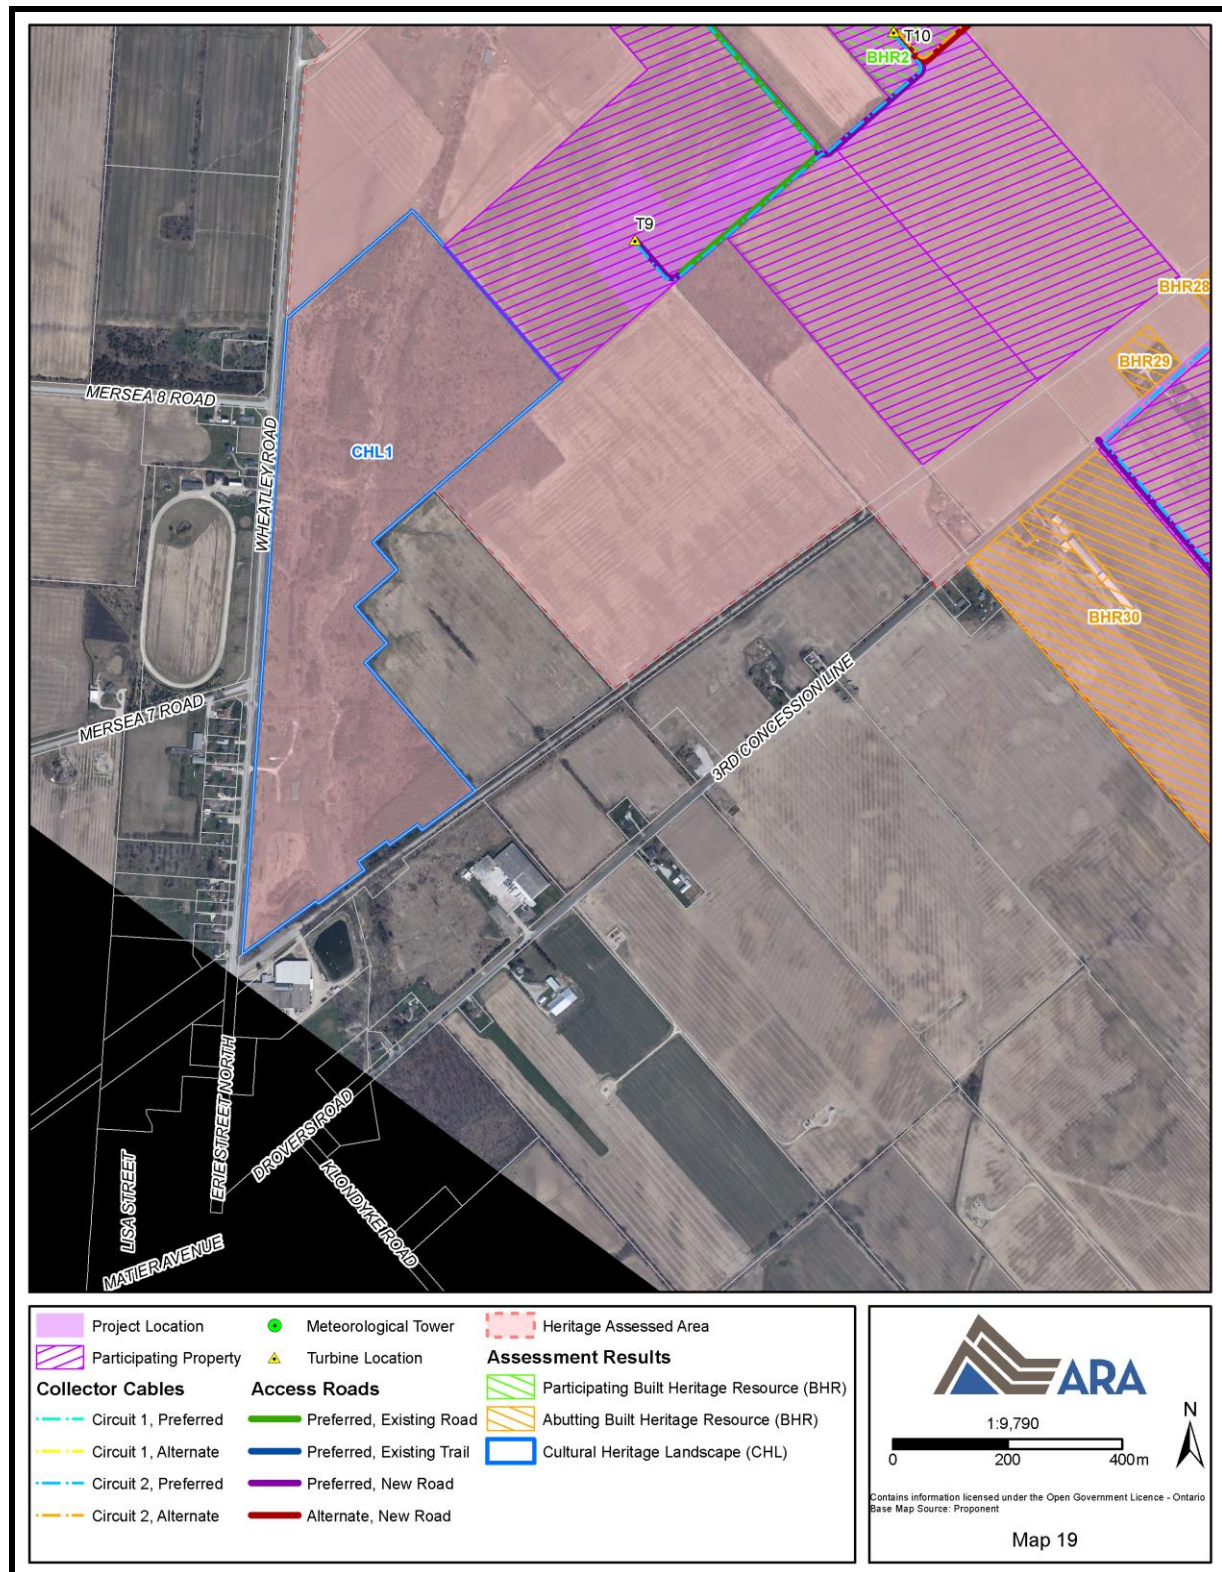 T10
BHR2
T9
BHR28
BHR29
MERSEA 8 ROAD
WHEATLEY ROAD
CHL1
BHR30
MERSEA 7 ROAD
3RD CONCESSION LINE
ERIE STREET NORTH
DROVERS ROAD
LISA STREET
KLONDYKE ROAD
MATIER AVENUE
Project Location
Participating Property
Collector Cables
Circuit 1, Preferred
Circuit 1, Alternate
Circuit 2, Preferred
Circuit 2, Alternate
Meteorological Tower
Turbine Location
Access Roads
Preferred, Existing Road
Preferred, Existing Trail
Preferred, New Road
Alternate, New Road
Heritage Assessed Area
Assessment Results
Participating Built Heritage Resource (BHR)
Abutting Built Heritage Resource (BHR)
Cultural Heritage Landscape (CHL)
ARA
1:9,790
N
0 200 400m
Contains information licensed under the Open Government Licence - Ontario
Base Map Source: Proponent
Map 19